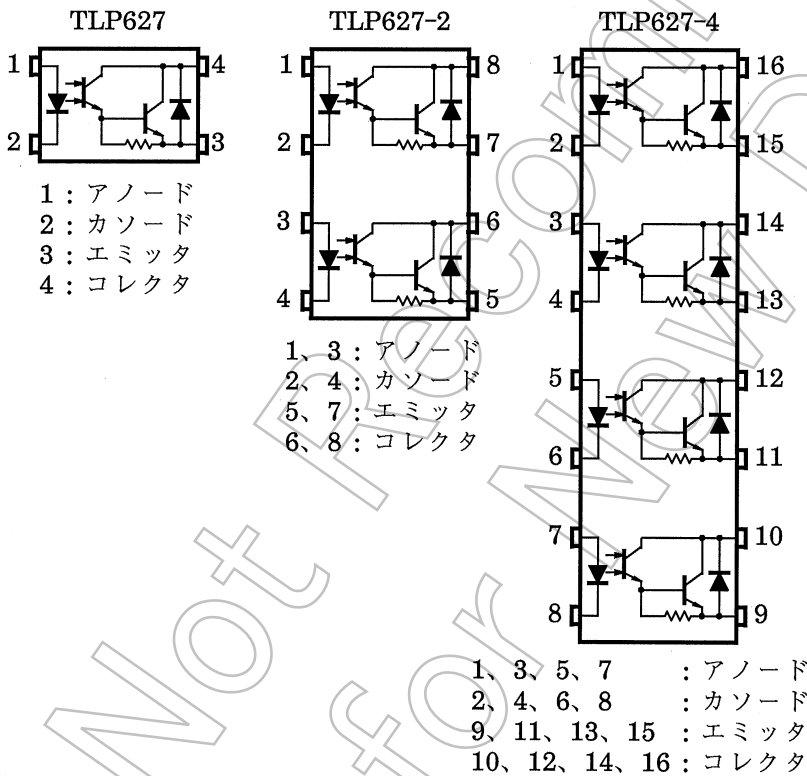 TLP627
1
4
2
3
1 : アノード
2 : カソード
3 : エミッタ
4 : コレクタ
TLP627-2
1
8
2
7
3
6
4
5
1、3 : アノード
2、4 : カソード
5、7 : エミッタ
6、8 : コレクタ
TLP627-4
1
16
2
15
3
14
4
13
5
12
6
11
7
10
8
9
1、3、5、7 : アノード
2、4、6、8 : カソード
9、11、13、15 : エミッタ
10、12、14、16 : コレクタ
Not Recom
for New D